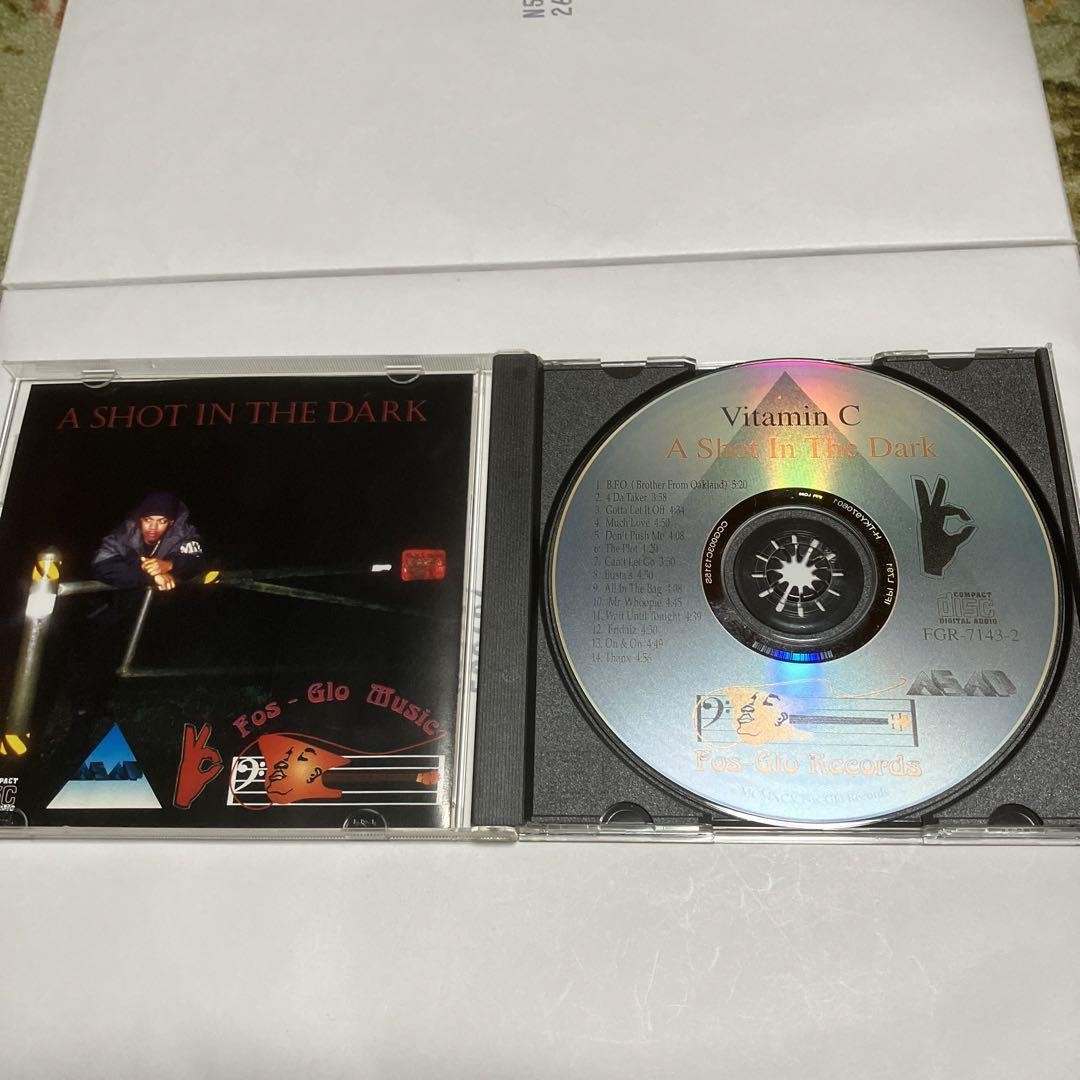 A SHOT IN THE DARK
Fos - Glo Music
ASAD
Vitamin C
A Shot In The Dark
1. B.F.O. ( Brother From Oakland) 5:20
2. 4 Da Taker 3:58
3. Gotta Let It Off 4:34
4. Much Love 4:50
5. Don't Push Me 4:08
6. The Plot 1:20
7. Can't Let Go 3:50
8. Busta's 4:50
9. All In The Bag 4:08
10. Mr Whoopie 4:45
11. Wait Until Tonight 4:39
12. Fridaiz 4:50
13. On & On 4:49
14. Thanx 4:56
COMPACT
disc
DIGITAL AUDIO
FGR-7143-2
ASAD
Fos-Glo Records
IFPI L971